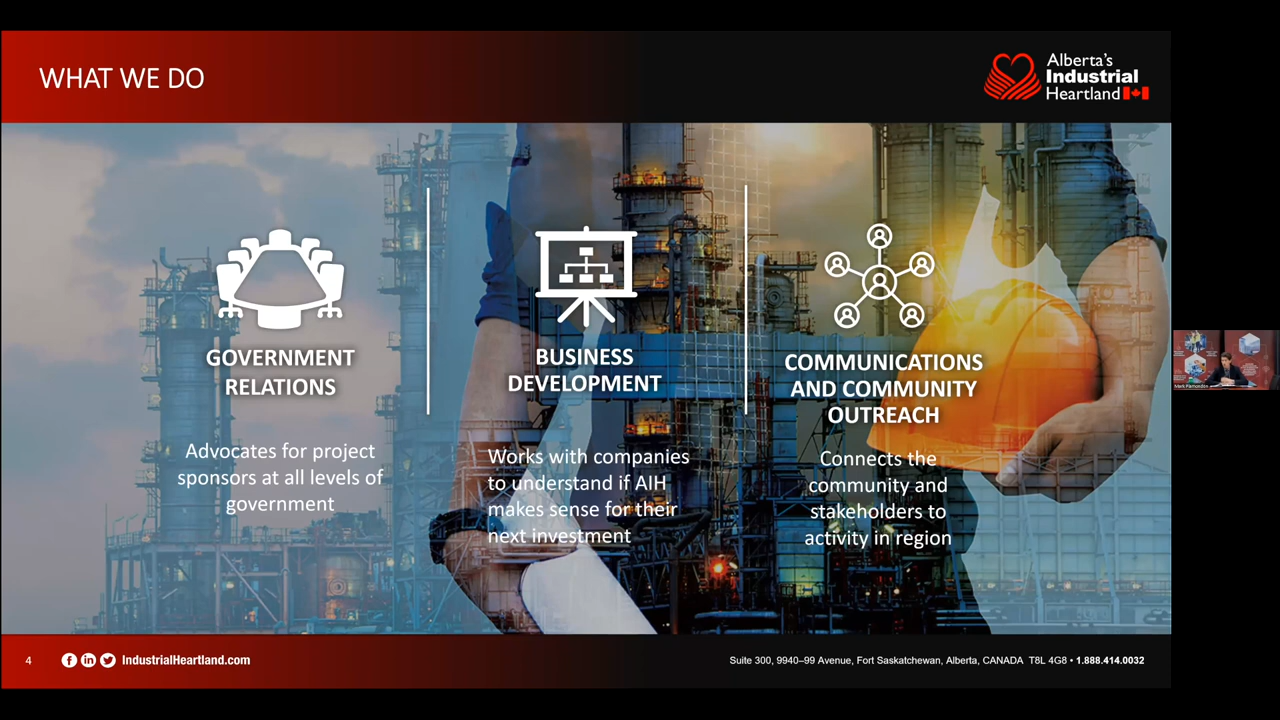 WHAT WE DO
Alberta's
Industrial
Heartland
GOVERNMENT
RELATIONS
Advocates for project
sponsors at all levels of
government
BUSINESS
DEVELOPMENT
Works with companies
to understand if AIH
makes sense for their
next investment
COMMUNICATIONS
AND COMMUNITY
OUTREACH
Connects the
community and
stakeholders to
activity in region
Mark Plamondon
4
IndustrialHeartland.com
Suite 300, 9940–99 Avenue, Fort Saskatchewan, Alberta, CANADA T8L 4G8 • 1.888.414.0032